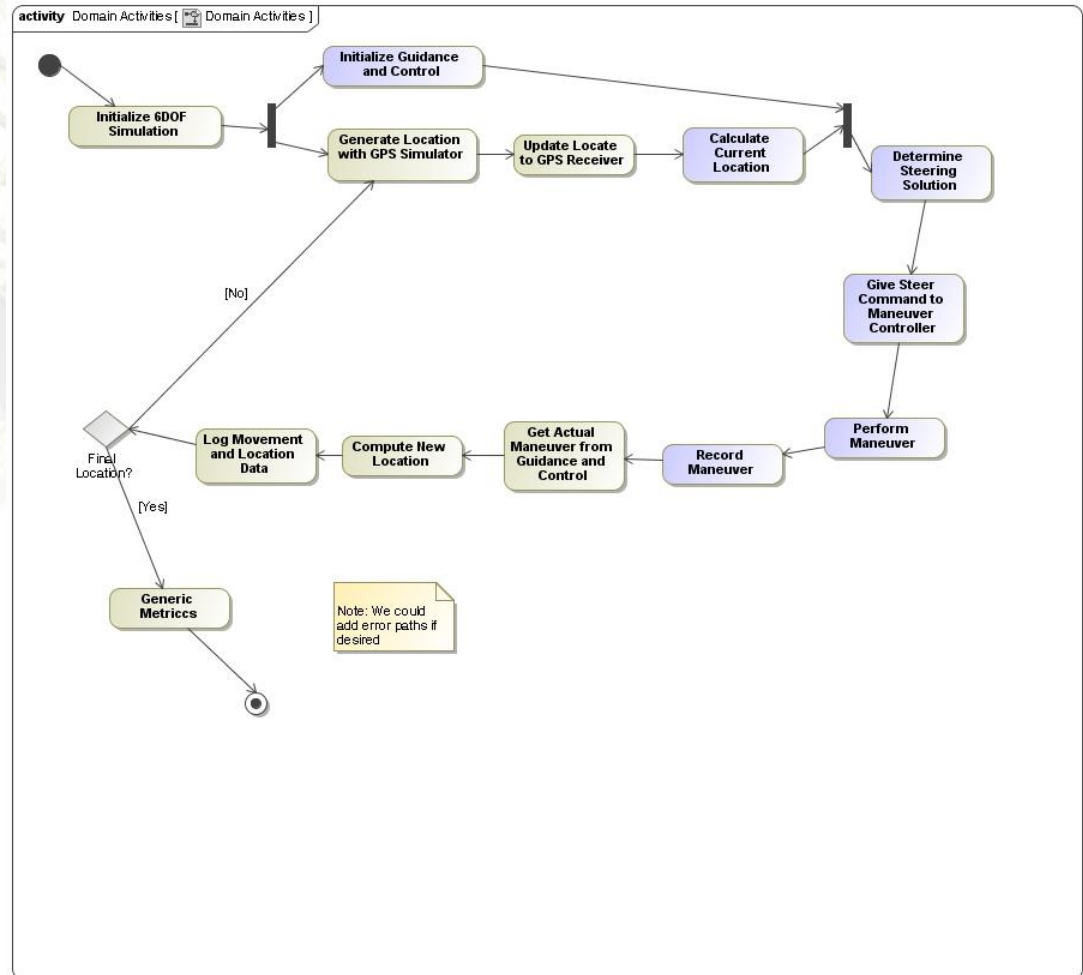 activity Domain Activities [ Domain Activities ]
Initialize Guidance
and Control
Initialize 6DOF
Simulation
Generate Location
with GPS Simulator
Update Locate
to GPS Receiver
Calculate
Current
Location
Determine
Steering
Solution
Give Steer
Command to
Maneuver
Controller
[No]
Perform
Maneuver
Record
Maneuver
Get Actual
Maneuver from
Guidance and
Control
Compute New
Location
Log Movement
and Location
Data
Final
Location?
[Yes]
Generic
Metriccs
Note: We could
add error paths if
desired